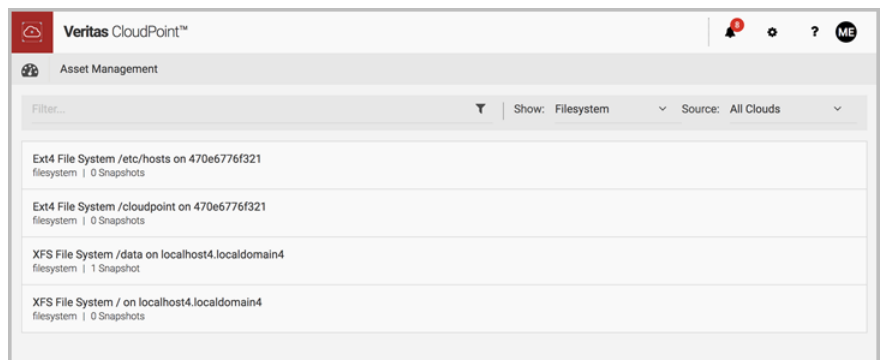 Veritas CloudPoint™
8
?
ME
Asset Management
Filter...
Show: Filesystem
Source: All Clouds
Ext4 File System /etc/hosts on 470e6776f321
filesystem | 0 Snapshots
Ext4 File System /cloudpoint on 470e6776f321
filesystem | 0 Snapshots
XFS File System /data on localhost4.localdomain4
filesystem | 1 Snapshot
XFS File System / on localhost4.localdomain4
filesystem | 0 Snapshots